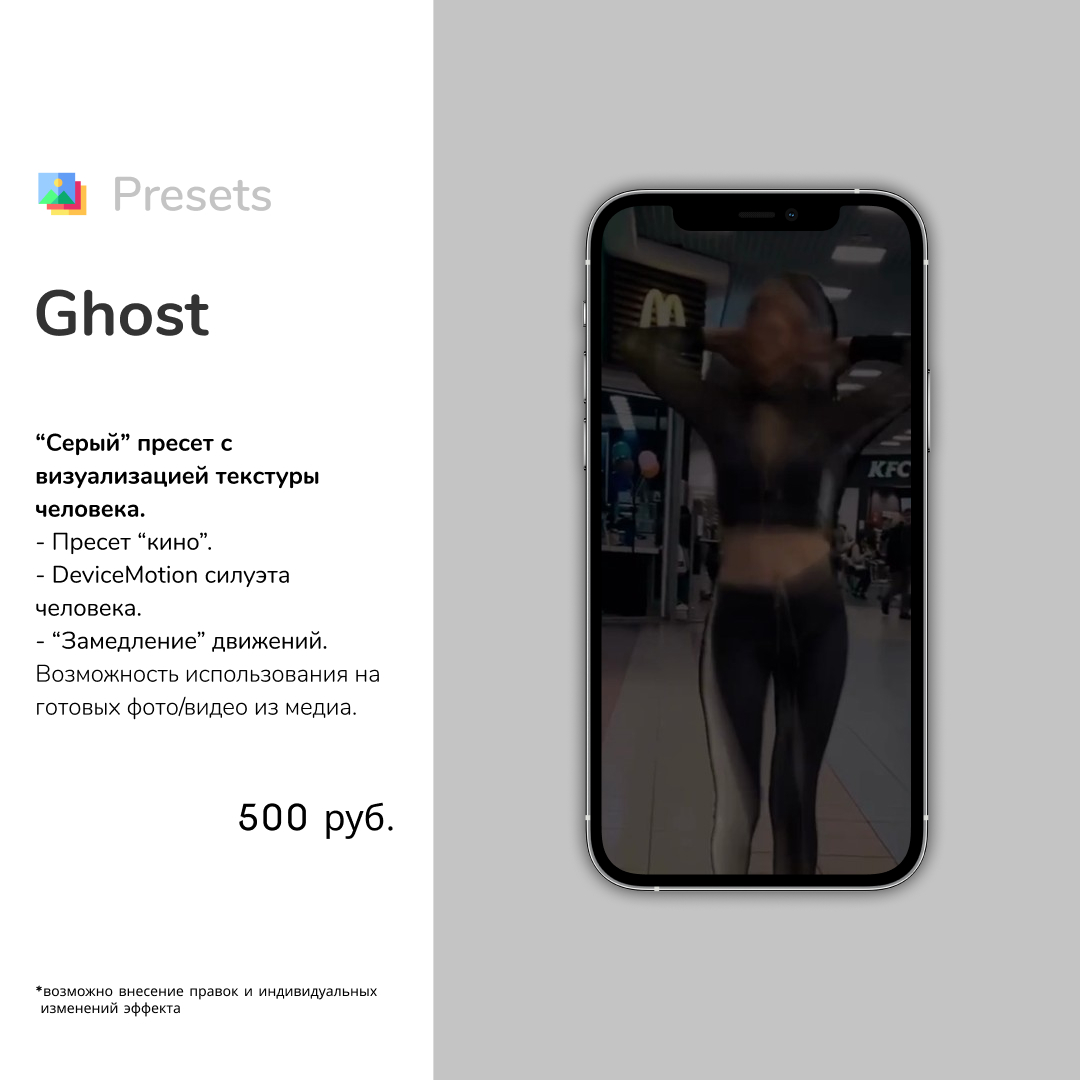 Presets
Ghost
“Серый” пресет с
визуализацией текстуры
человека.
- Пресет “кино”.
- DeviceMotion силуэта
человека.
- “Замедление” движений.
Возможность использования на
готовых фото/видео из медиа.
500 руб.
*возможно внесение правок и индивидуальных
изменений эффекта
KFC